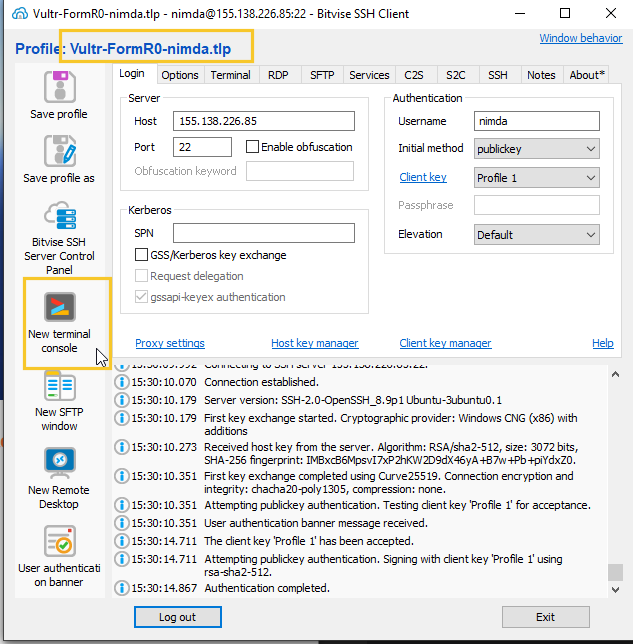 Vultr-FormR0-nimda.tlp - nimda@155.138.226.85:22 - Bitvise SSH Client
Profile: Vultr-FormR0-nimda.tlp
Window behavior
Save profile
Save profile as
Bitvise SSH
Server Control
Panel
New terminal
console
New SFTP
window
New Remote
Desktop
User authenticati
on banner
Login Options Terminal RDP SFTP Services C2S S2C SSH Notes About*
Server
Host 155.138.226.85
Port 22 Enable obfuscation
Obfuscation keyword
Kerberos
SPN
GSS/Kerberos key exchange
Request delegation
gssapi-keyex authentication
Authentication
Username nimda
Initial method publickey
Client key Profile 1
Passphrase
Elevation Default
Proxy settings Host key manager Client key manager Help
15:30:09.992 Connecting to SSH server 155.138.226.85:22.
15:30:10.070 Connection established.
15:30:10.179 Server version: SSH-2.0-OpenSSH_8.9p1 Ubuntu-3ubuntu0.1
15:30:10.179 First key exchange started. Cryptographic provider: Windows CNG (x86) with
additions
15:30:10.273 Received host key from the server. Algorithm: RSA/sha2-512, size: 3072 bits,
SHA-256 fingerprint: IMBxcB6MpsvI7xP2hKW2D9dX46yA+B7w+Pb+piYdxZ0.
15:30:10.351 First key exchange completed using Curve25519. Connection encryption and
integrity: chacha20-poly1305, compression: none.
15:30:10.351 Attempting publickey authentication. Testing client key 'Profile 1' for acceptance.
15:30:10.351 User authentication banner message received.
15:30:14.711 The client key 'Profile 1' has been accepted.
15:30:14.711 Attempting publickey authentication. Signing with client key 'Profile 1' using
rsa-sha2-512.
15:30:14.867 Authentication completed.
Log out Exit